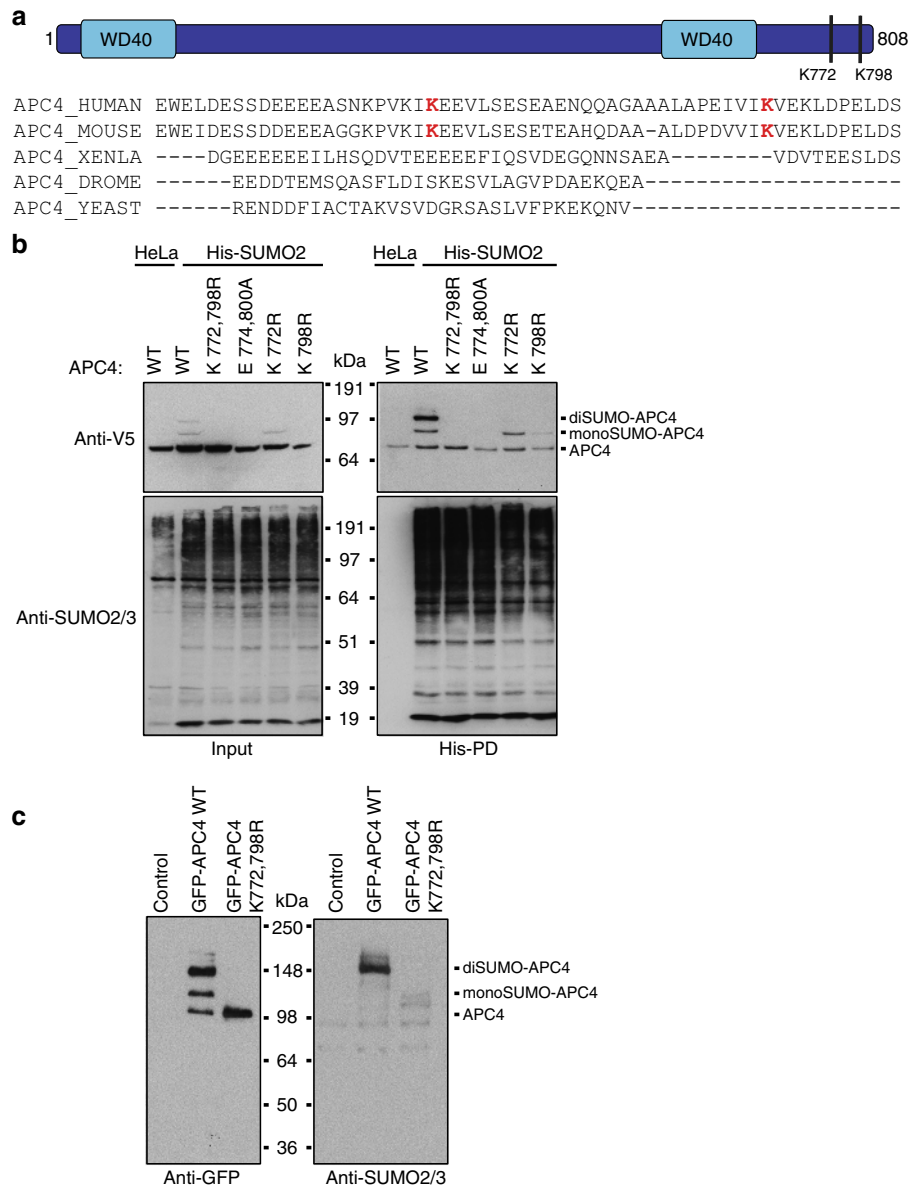 a
1 WD40 WD40 808
K772 K798
APC4_HUMAN EWELDESSDEEEEASNKPVKIKEEVLSESEAENQQAGAAALAPEIVIKVEKLDPELDS
APC4_MOUSE EWEIDESSDEEEEAGGKPVKIKEEVLSESETEAHQDAA-ALDPDVVIKVEKLDPELDS
APC4_XENLA ----DGEEEEEEEILHSQDVTEEEEEFIQSVDEGQNNSAEA--------VDVTEESLDS
APC4_DROME ------EEDDTEMSQASFLDISKESVLAGVPDAEKQEA--------------------
APC4_YEAST ------RENDDFIACTAKVSVDGRSASLVFPKEKQNV---------------------
b
HeLa His-SUMO2 HeLa His-SUMO2
APC4: WT WT K 772,798R E 774,800A K 772R K 798R kDa WT WT K 772,798R E 774,800A K 772R K 798R
191
Anti-V5 97 diSUMO-APC4
monoSUMO-APC4
64 APC4
191
97
Anti-SUMO2/3 64
51
39
19
Input His-PD
c
Control GFP-APC4 WT GFP-APC4 K772,798R kDa Control GFP-APC4 WT GFP-APC4 K772,798R
250
148 diSUMO-APC4
monoSUMO-APC4
98 APC4
64
50
36
Anti-GFP Anti-SUMO2/3